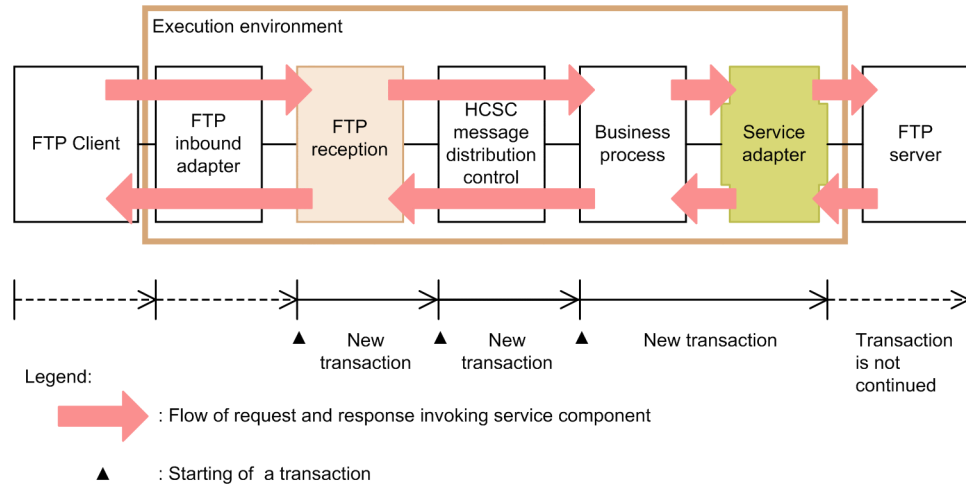 Execution environment
FTP Client
FTP
inbound
adapter
FTP
reception
HCSC
message
distribution
control
Business
process
Service
adapter
FTP
server
New
transaction
New
transaction
New transaction
Transaction
is not
continued
Legend:
: Flow of request and response invoking service component
▲ : Starting of a transaction